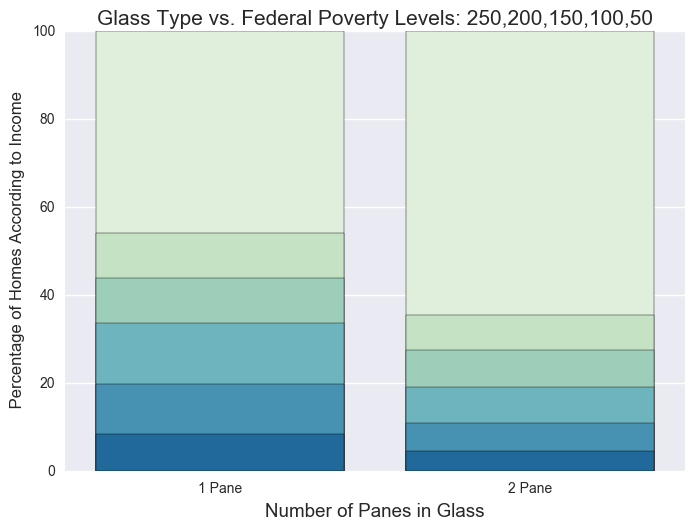 Glass Type vs. Federal Poverty Levels: 250,200,150,100,50
Percentage of Homes According to Income
100
80
60
40
20
0
1 Pane
2 Pane
Number of Panes in Glass